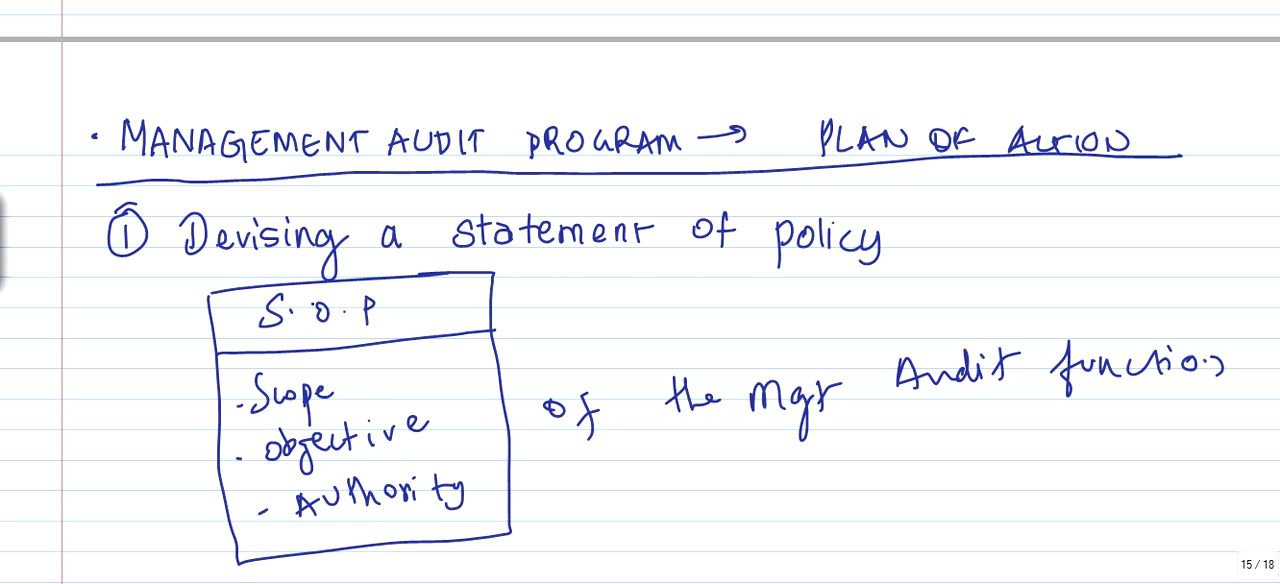 · MANAGEMENT AUDIT PROGRAM → PLAN OF ACTION
① Devising a statement of policy
S.O.P
- Scope
- objective
- Authority
of the mgt Audit function
15 / 18